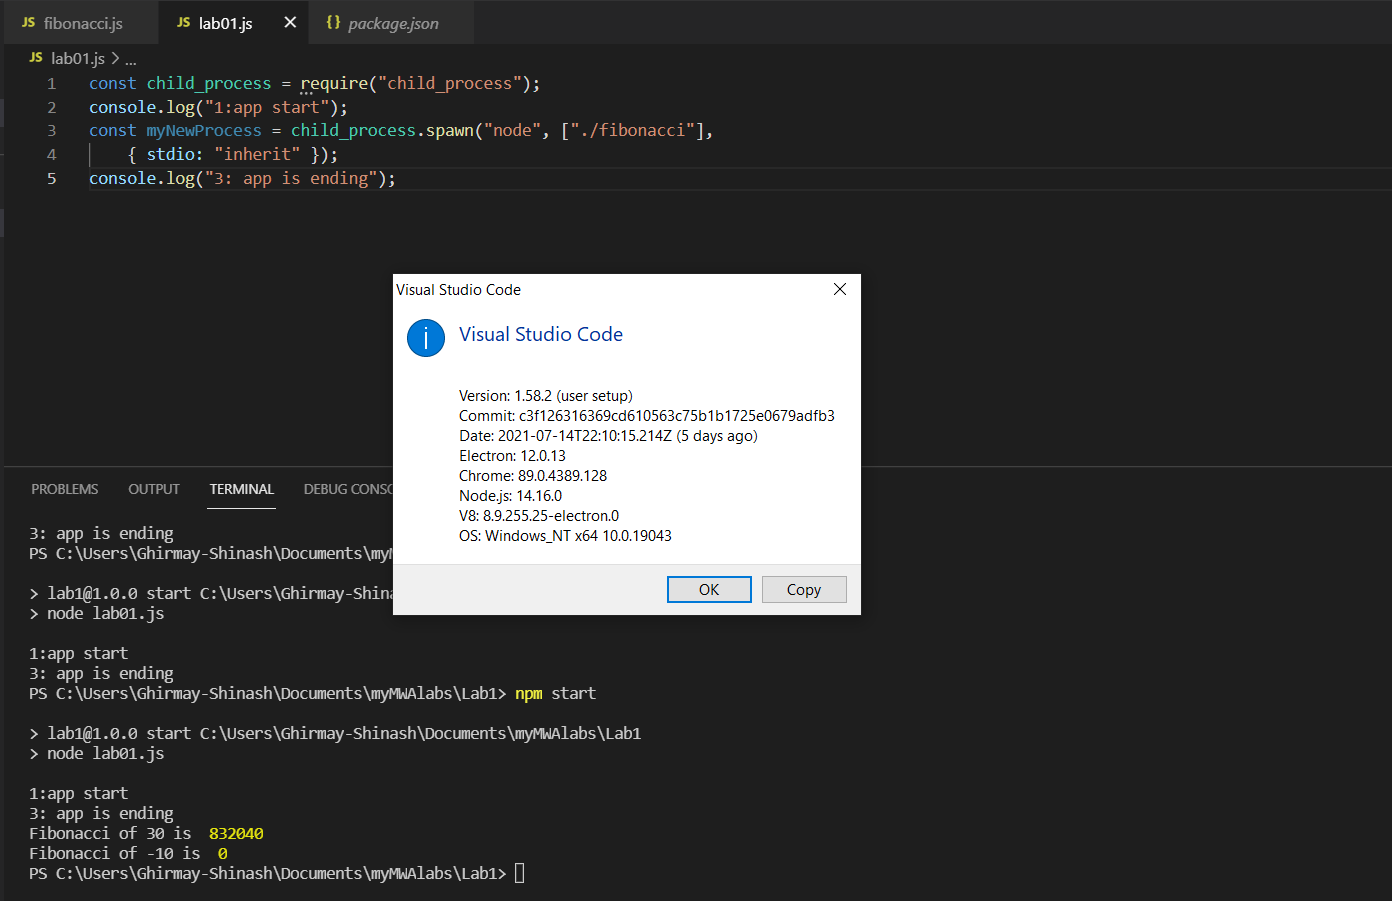 JS fibonacci.js JS lab01.js {} package.json
JS lab01.js > ...
1 const child_process = require("child_process");
2 console.log("1:app start");
3 const myNewProcess = child_process.spawn("node", ["./fibonacci"],
4 { stdio: "inherit" });
5 console.log("3: app is ending");
Visual Studio Code
Visual Studio Code
Version: 1.58.2 (user setup)
Commit: c3f126316369cd610563c75b1b1725e0679adfb3
Date: 2021-07-14T22:10:15.214Z (5 days ago)
Electron: 12.0.13
Chrome: 89.0.4389.128
Node.js: 14.16.0
V8: 8.9.255.25-electron.0
OS: Windows_NT x64 10.0.19043
OK Copy
PROBLEMS OUTPUT TERMINAL DEBUG CONSC
3: app is ending
PS C:\Users\Ghirmay-Shinash\Documents\myM
> lab1@1.0.0 start C:\Users\Ghirmay-Shina
> node lab01.js
1:app start
3: app is ending
PS C:\Users\Ghirmay-Shinash\Documents\myMWAlabs\Lab1> npm start
> lab1@1.0.0 start C:\Users\Ghirmay-Shinash\Documents\myMWAlabs\Lab1
> node lab01.js
1:app start
3: app is ending
Fibonacci of 30 is  832040
Fibonacci of -10 is  0
PS C:\Users\Ghirmay-Shinash\Documents\myMWAlabs\Lab1>